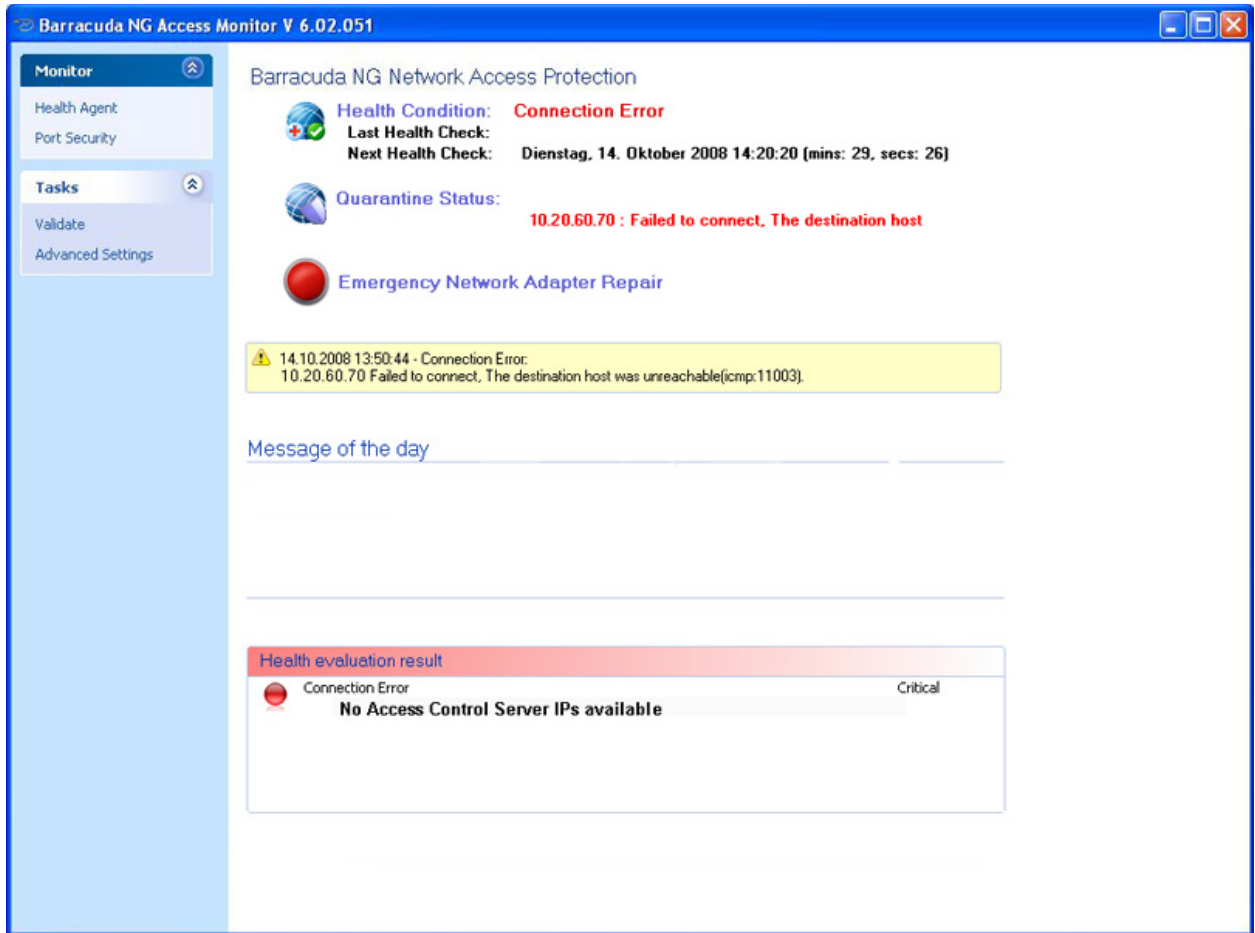 Barracuda NG Access Monitor V 6.02.051
Monitor
Health Agent
Port Security
Tasks
Validate
Advanced Settings
Barracuda NG Network Access Protection
Health Condition: Connection Error
Last Health Check:
Next Health Check: Dienstag, 14. Oktober 2008 14:20:20 (mins: 29, secs: 26)
Quarantine Status:
10.20.60.70 : Failed to connect, The destination host
Emergency Network Adapter Repair
14.10.2008 13:50:44 - Connection Error:
10.20.60.70 Failed to connect, The destination host was unreachable(icmp:11003).
Message of the day
Health evaluation result
Connection Error Critical
No Access Control Server IPs available